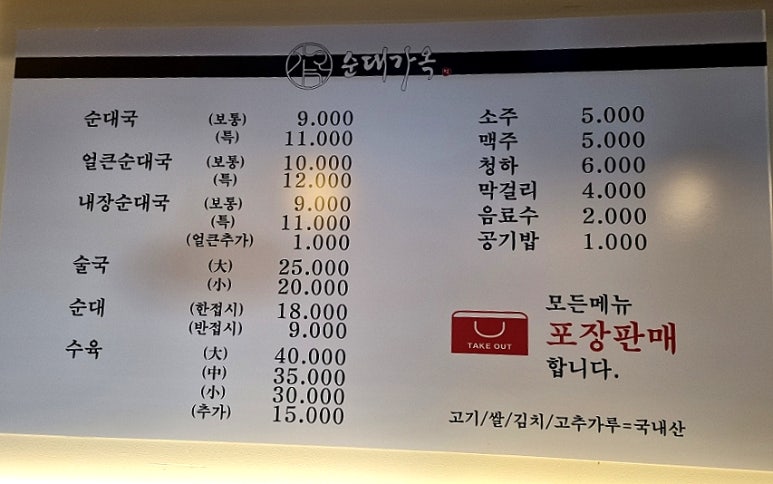 순대가옥
순대국 (보통) 9.000
(특) 11.000
얼큰순대국 (보통) 10.000
(특) 12.000
내장순대국 (보통) 9.000
(특) 11.000
(얼큰추가) 1.000
술국 (大) 25.000
(小) 20.000
순대 (한접시) 18.000
(반접시) 9.000
수육 (大) 40.000
(中) 35.000
(小) 30.000
(추가) 15.000
소주 5.000
맥주 5.000
청하 6.000
막걸리 4.000
음료수 2.000
공기밥 1.000
TAKE OUT
모든메뉴
포장판매
합니다.
고기/쌀/김치/고추가루=국내산